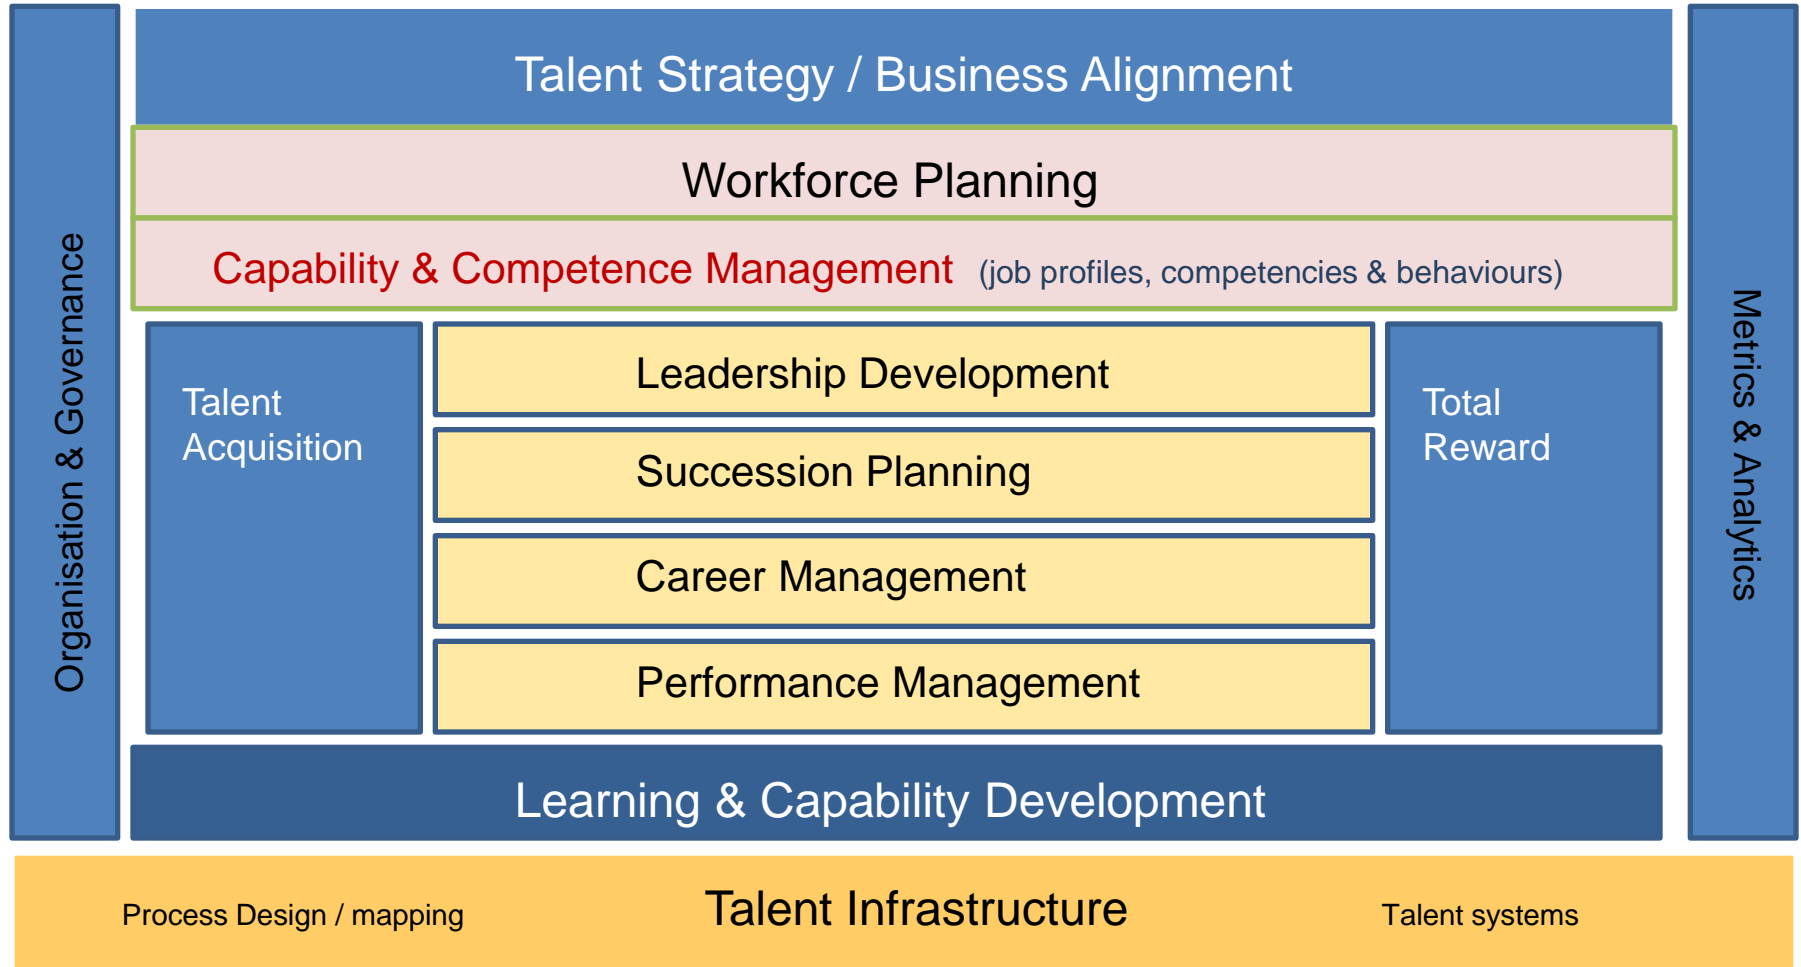 Talent Strategy / Business Alignment
Workforce Planning
Capability & Competence Management (job profiles, competencies & behaviours)
Organisation & Governance
Talent
Acquisition
Leadership Development
Succession Planning
Career Management
Performance Management
Total
Reward
Metrics & Analytics
Learning & Capability Development
Process Design / mapping
Talent Infrastructure
Talent systems